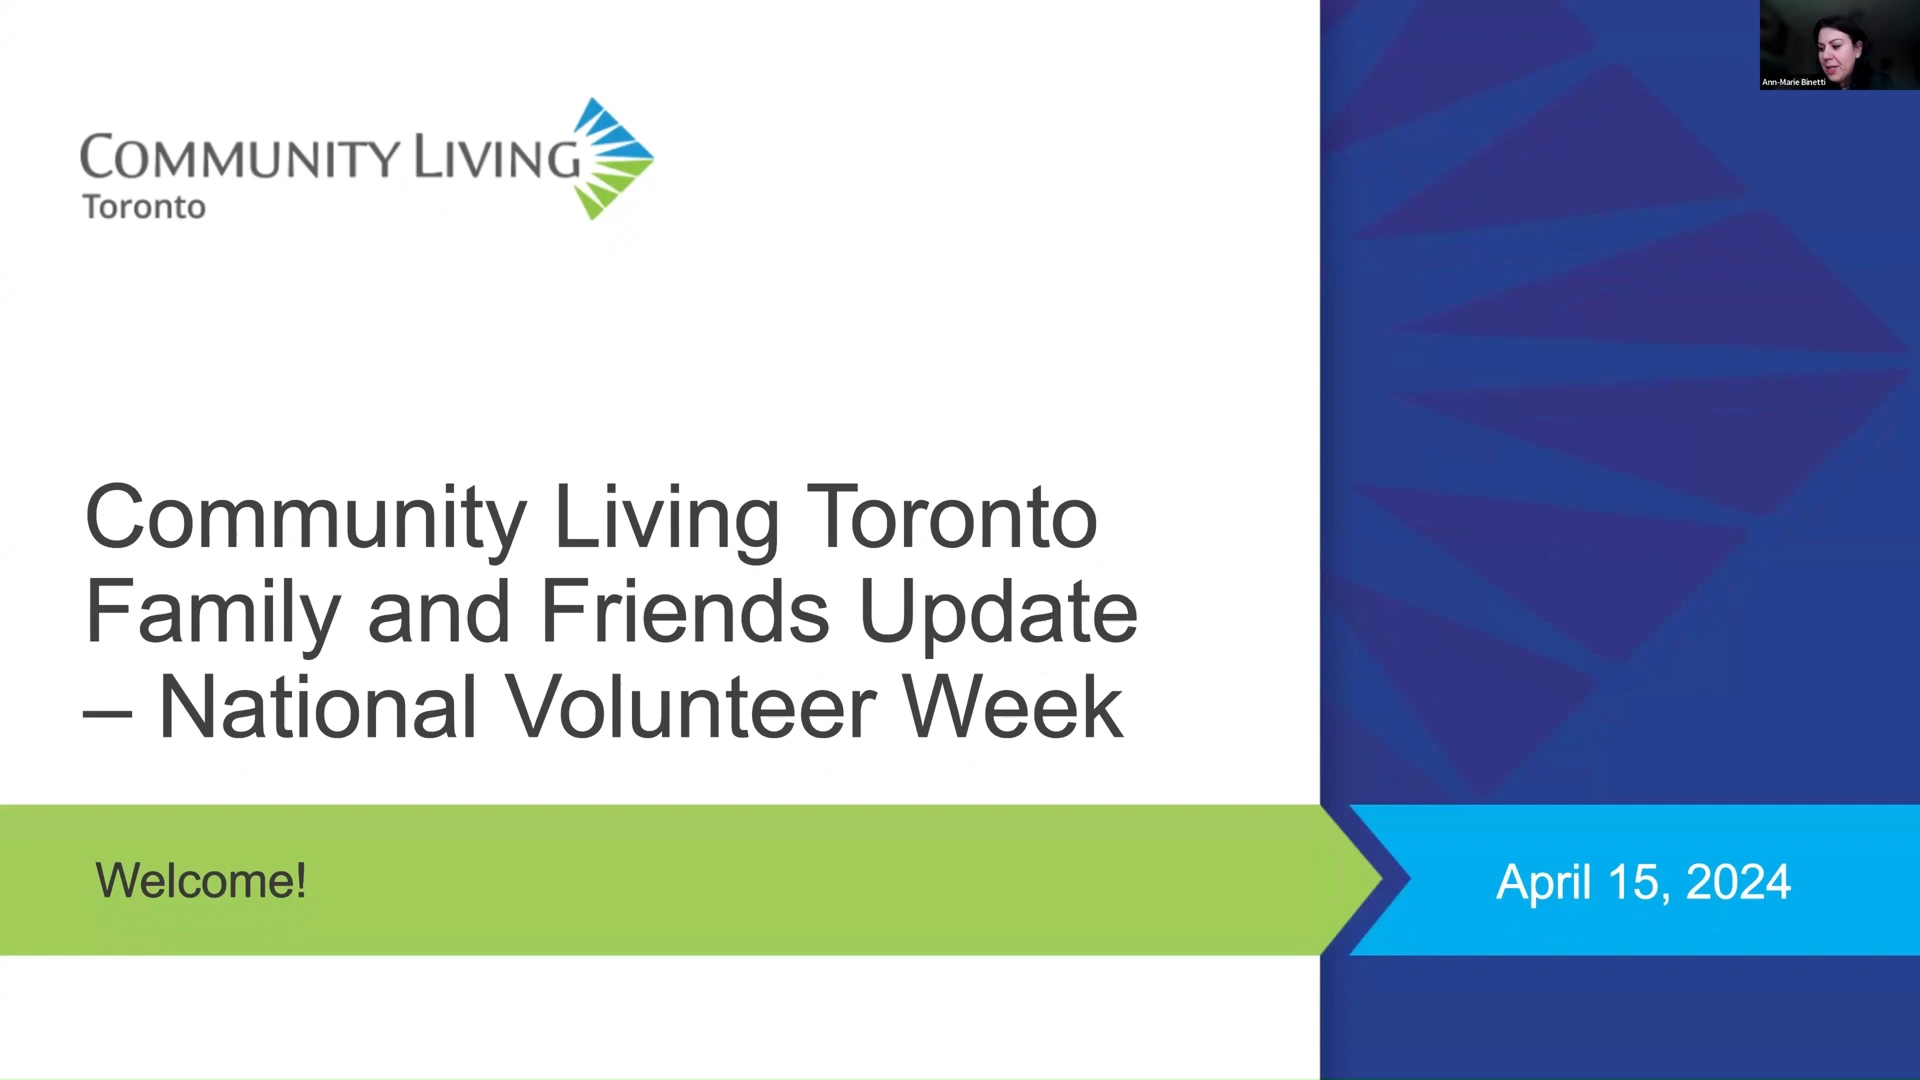 COMMUNITY LIVING
Toronto
Ann-Marie Binetti
Community Living Toronto
Family and Friends Update
– National Volunteer Week
Welcome!
April 15, 2024